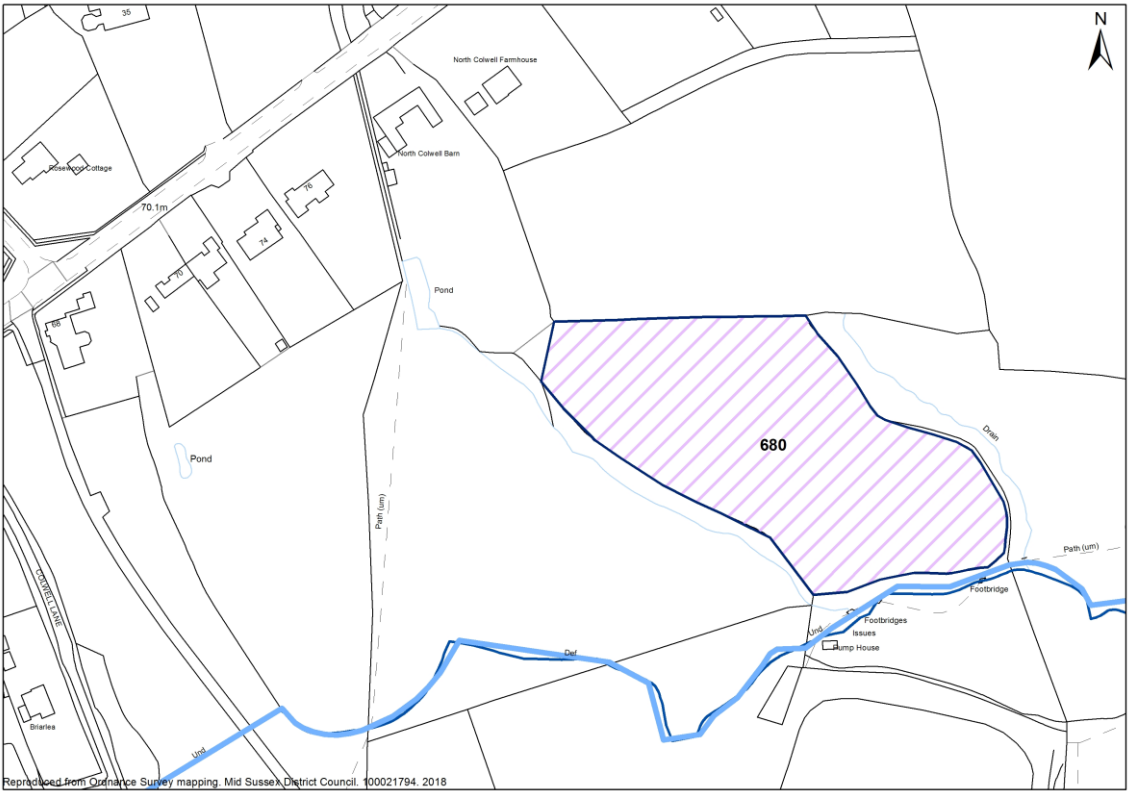 35
N
North Colwell Farmhouse
North Colwell Barn
Rosewood Cottage
76
70.1m
74
70
Pond
68
Drain
680
Pond
Path (um)
Path (um)
COLWELL LANE
Footbridge
Footbridges
Und
Issues
Pump House
Def
Briarlea
Und
Reproduced from Ordnance Survey mapping. Mid Sussex District Council. 100021794. 2018